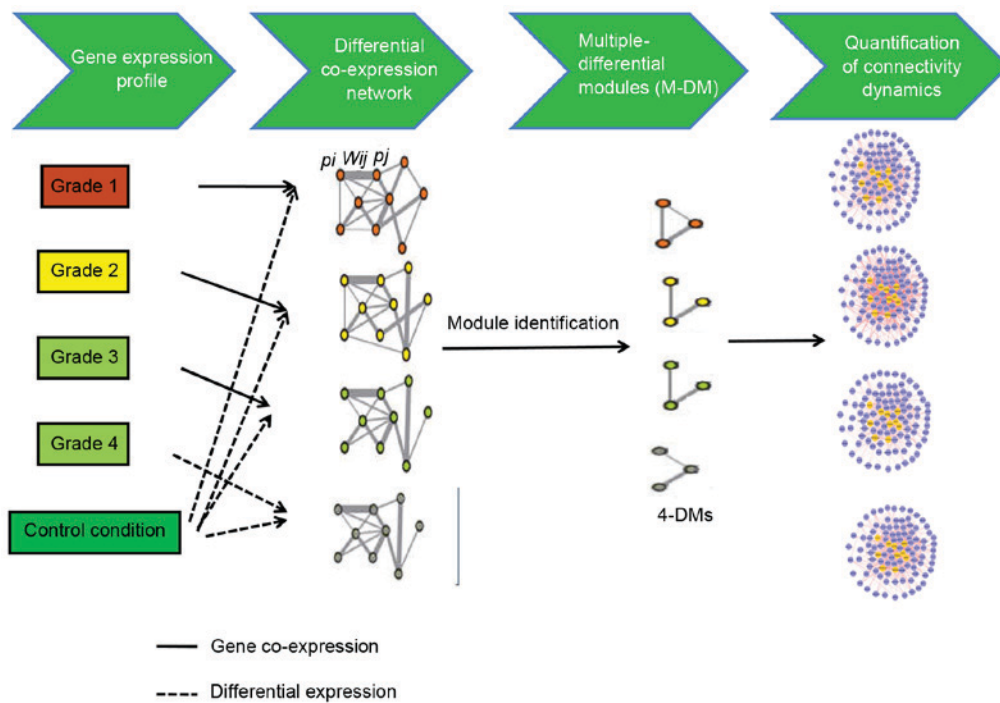 Gene expression
profile
Differential
co-expression
network
Multiple-
differential
modules (M-DM)
Quantification
of connectivity
dynamics
pi Wij pj
Grade 1
Grade 2
Grade 3
Grade 4
Control condition
Module identification
4-DMs
Gene co-expression
Differential expression